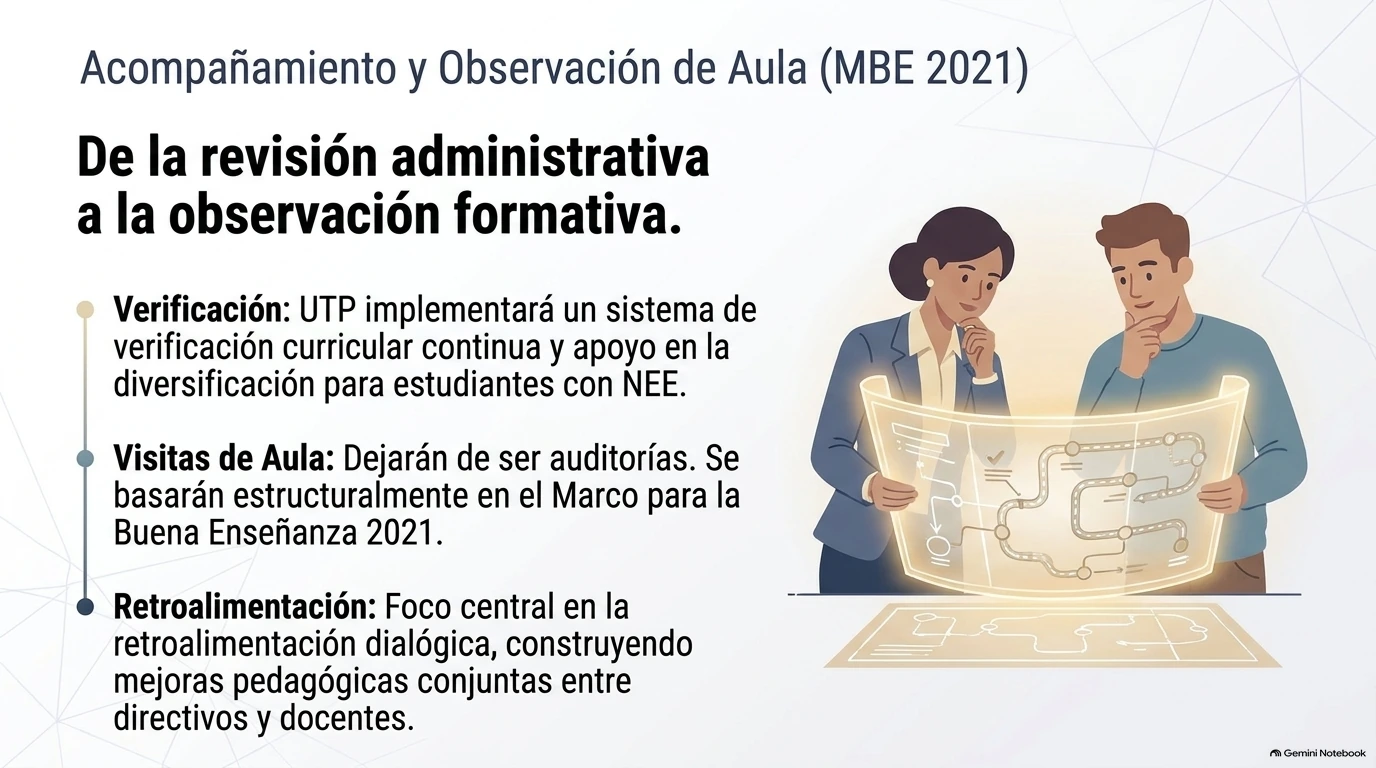 Acompañamiento y Observación de Aula (MBE 2021)
De la revisión administrativa
a la observación formativa.
Verificación: UTP implementará un sistema de
verificación curricular continua y apoyo en la
diversificación para estudiantes con NEE.
Visitas de Aula: Dejarán de ser auditorías. Se
basarán estructuralmente en el Marco para la
Buena Enseñanza 2021.
Retroalimentación: Foco central en la
retroalimentación dialógica, construyendo
mejoras pedagógicas conjuntas entre
directivos y docentes.
Gemini Notebook